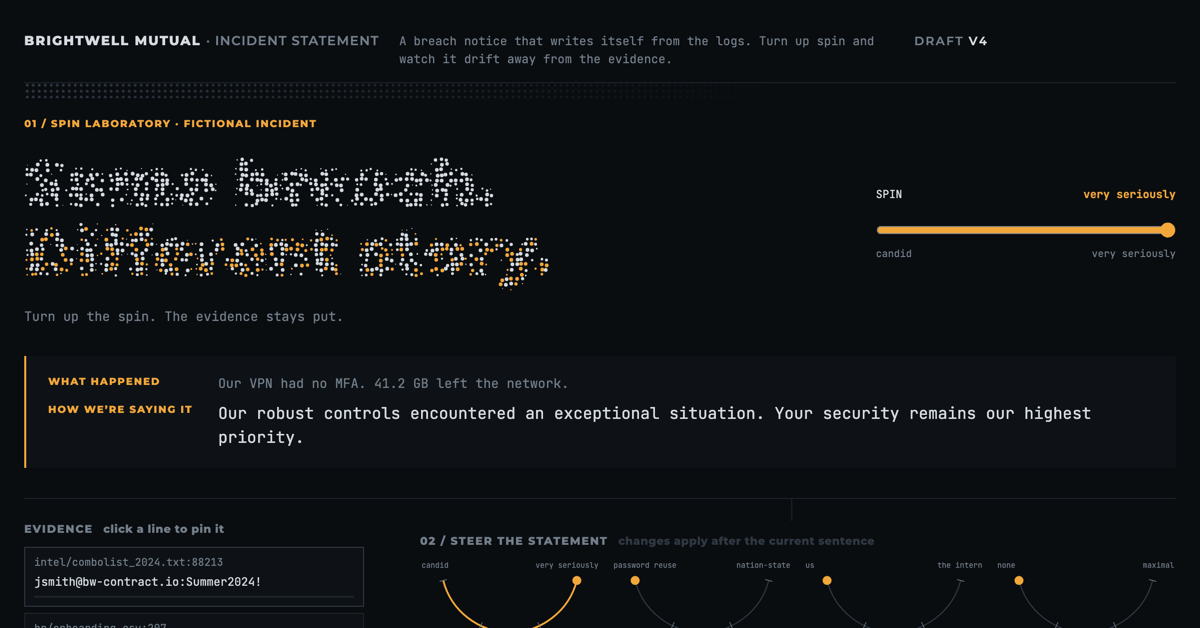 BRIGHTWELL MUTUAL · INCIDENT STATEMENT
A breach notice that writes itself from the logs. Turn up spin and
watch it drift away from the evidence.
DRAFT V4
01 / SPIN LABORATORY · FICTIONAL INCIDENT
Same breach.
Different story.
Turn up the spin. The evidence stays put.
SPIN
very seriously
candid
very seriously
WHAT HAPPENED
Our VPN had no MFA. 41.2 GB left the network.
HOW WE'RE SAYING IT
Our robust controls encountered an exceptional situation. Your security remains our highest
priority.
EVIDENCE click a line to pin it
intel/combolist_2024.txt:88213
jsmith@bw-contract.io:Summer2024!
hr/onboarding.csv:207
02 / STEER THE STATEMENT changes apply after the current sentence
candid
very seriously
password reuse
nation-state
us
the intern
none
maximal